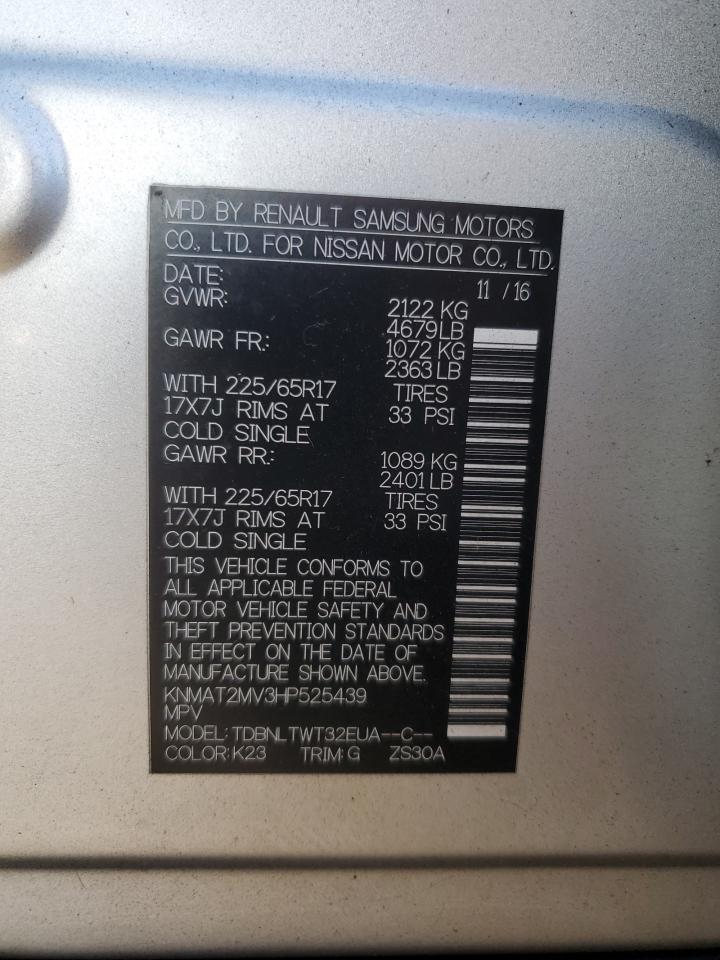 MFD BY RENAULT SAMSUNG MOTORS
CO., LTD. FOR NISSAN MOTOR CO., LTD.
DATE: 11 / 16
GVWR: 2122 KG
4679 LB
GAWR FR.: 1072 KG
2363 LB
WITH 225/65R17 TIRES
17X7J RIMS AT 33 PSI
COLD SINGLE
GAWR RR.: 1089 KG
2401 LB
WITH 225/65R17 TIRES
17X7J RIMS AT 33 PSI
COLD SINGLE
THIS VEHICLE CONFORMS TO
ALL APPLICABLE FEDERAL
MOTOR VEHICLE SAFETY AND
THEFT PREVENTION STANDARDS
IN EFFECT ON THE DATE OF
MANUFACTURE SHOWN ABOVE.
KNMAT2MV3HP525439
MPV
MODEL: TDBNLTWT32EUA--C--
COLOR: K23 TRIM: G ZS30A